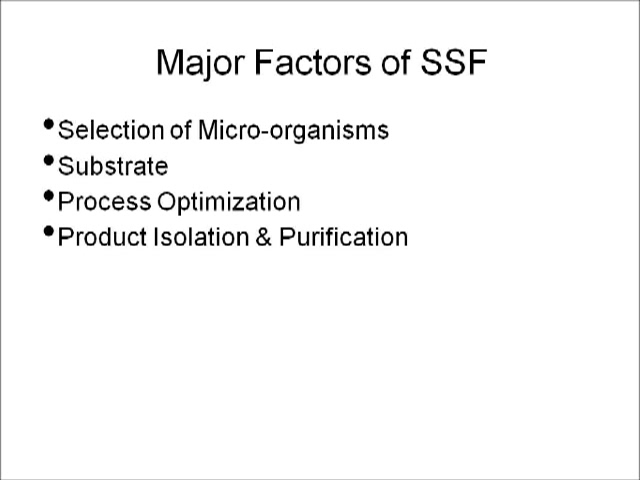 Major Factors of SSF
• Selection of Micro-organisms
• Substrate
• Process Optimization
• Product Isolation & Purification